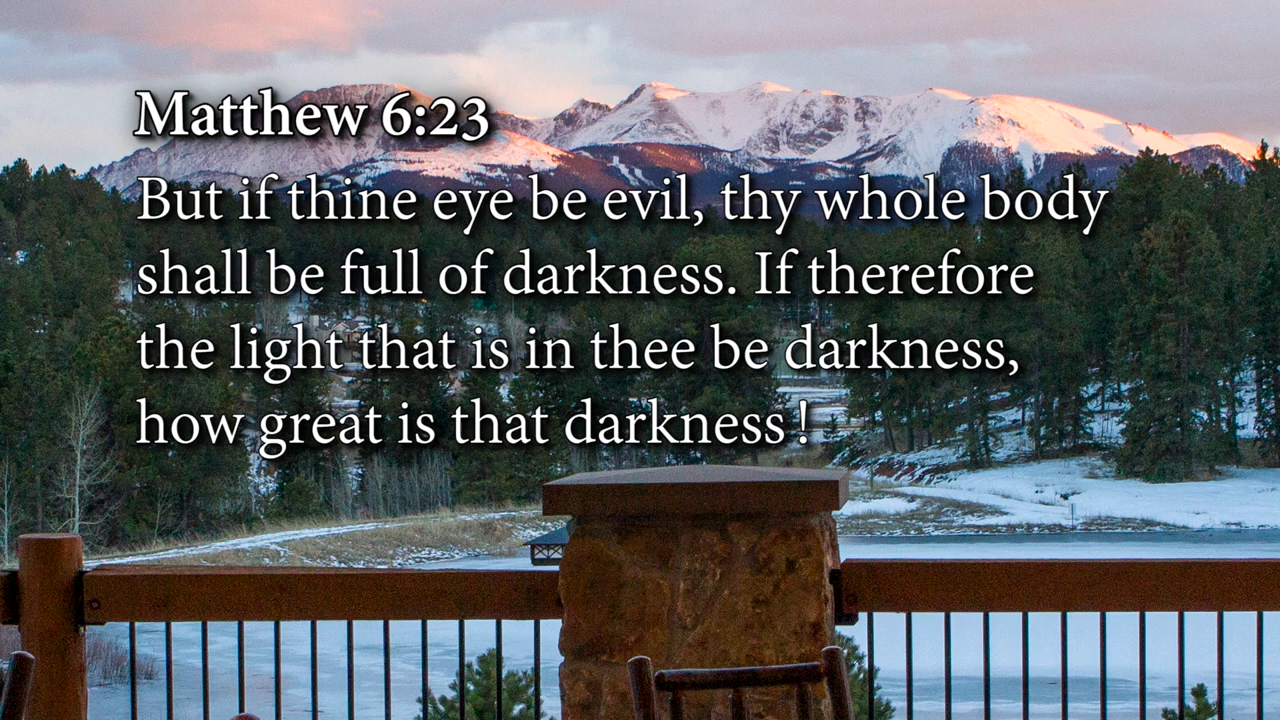 Matthew 6:23
But if thine eye be evil, thy whole body
shall be full of darkness. If therefore
the light that is in thee be darkness,
how great is that darkness!